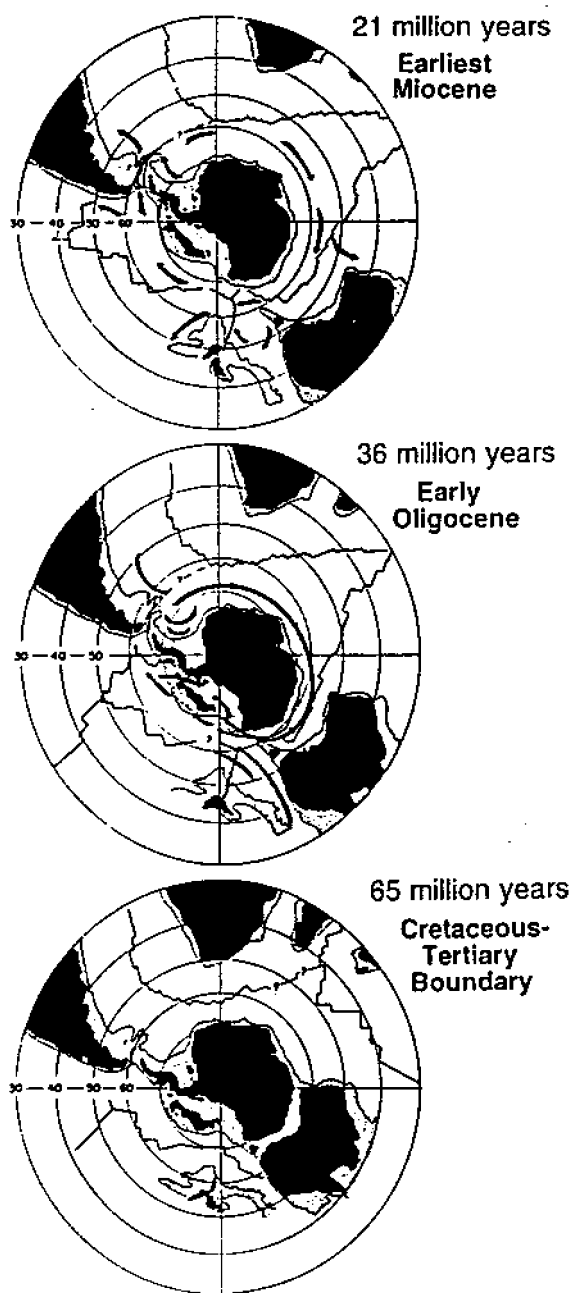 21 million years
Earliest
Miocene
30 — 40 — 50 — 60
36 million years
Early
Oligocene
30 — 40 — 50
65 million years
Cretaceous-
Tertiary
Boundary
30 — 40 — 50 — 60